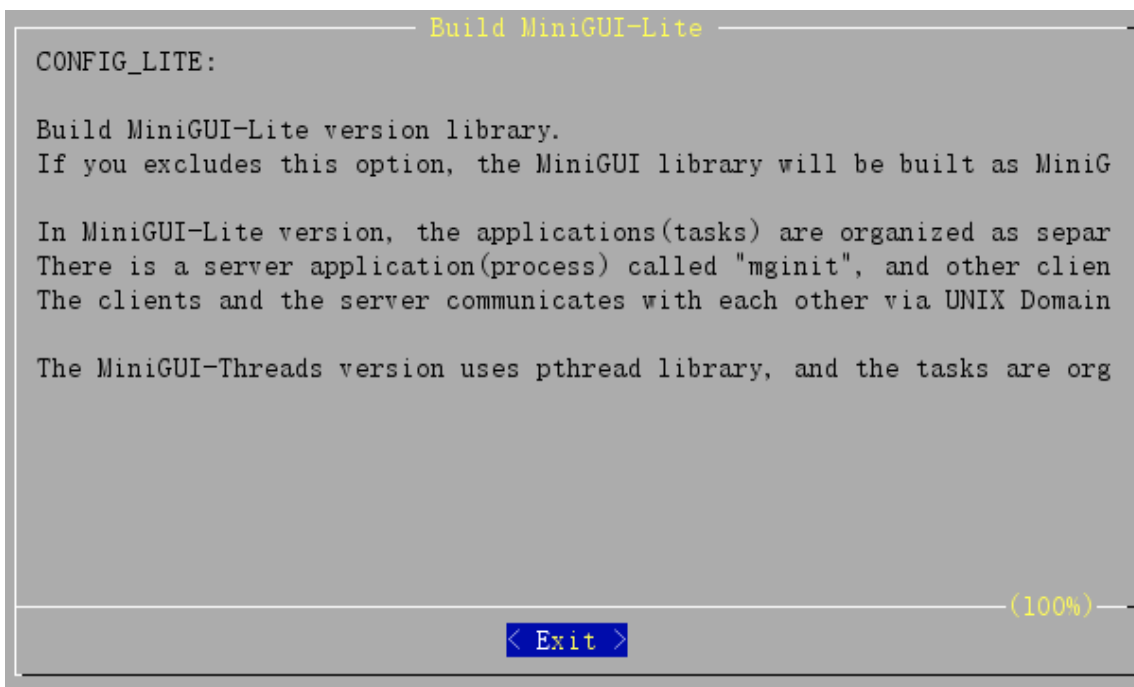 Build MiniGUI-Lite
CONFIG_LITE:
Build MiniGUI-Lite version library.
If you excludes this option, the MiniGUI library will be built as MiniG
In MiniGUI-Lite version, the applications(tasks) are organized as separ
There is a server application(process) called "mginit", and other clien
The clients and the server communicates with each other via UNIX Domain
The MiniGUI-Threads version uses pthread library, and the tasks are org
(100%)
< Exit >